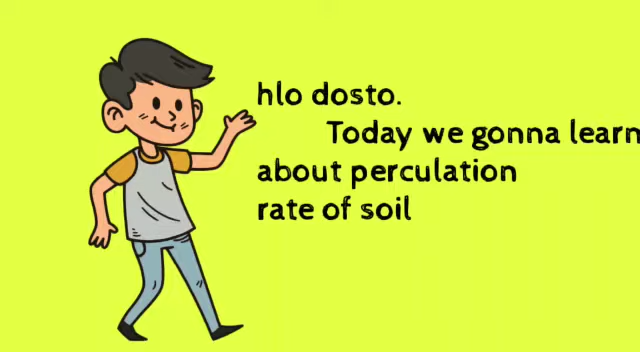 hlo dosto.
Today we gonna learn
about perculation
rate of soil